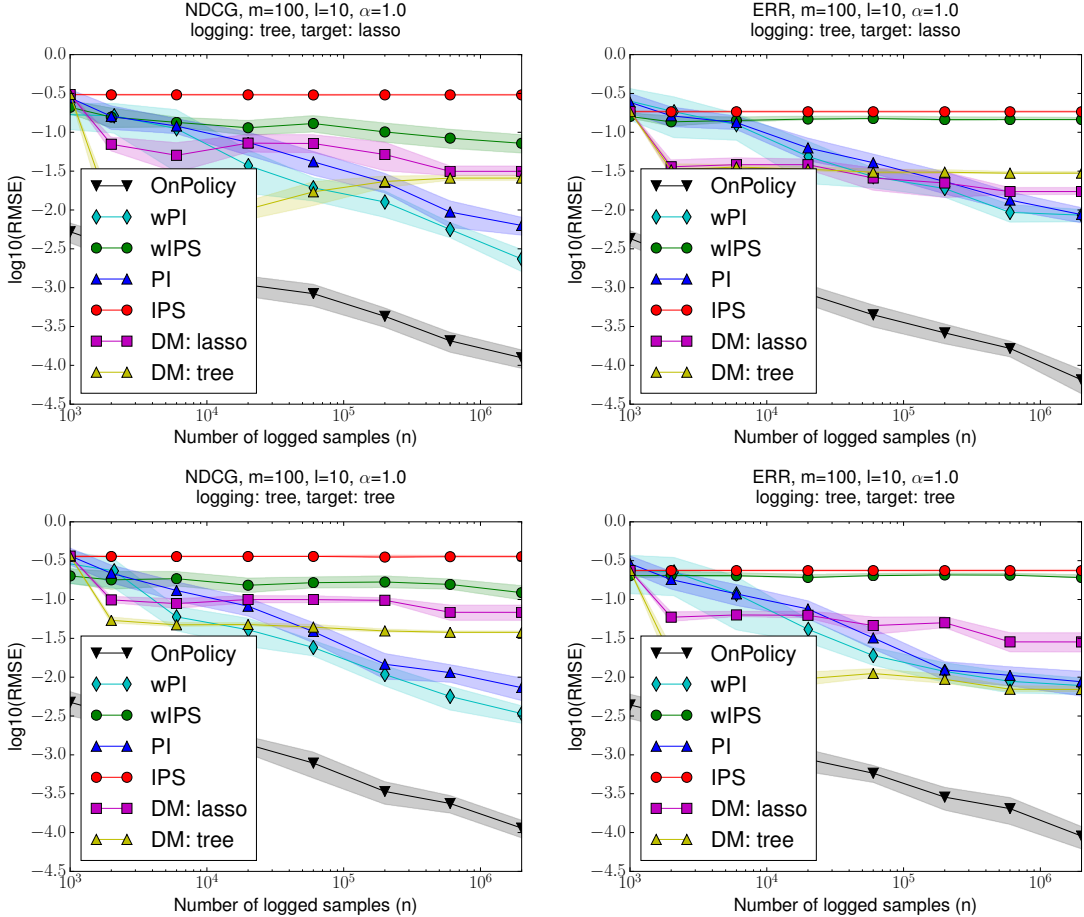 NDCG, m=100, l=10, α=1.0
logging: tree, target: lasso
0.0
−0.5
−1.0
−1.5
−2.0
−2.5
−3.0
−3.5
−4.0
−4.5
log10(RMSE)
OnPolicy
wPI
wIPS
PI
IPS
DM: lasso
DM: tree
10^3
10^4
10^5
10^6
Number of logged samples (n)
ERR, m=100, l=10, α=1.0
logging: tree, target: lasso
0.0
−0.5
−1.0
−1.5
−2.0
−2.5
−3.0
−3.5
−4.0
−4.5
log10(RMSE)
OnPolicy
wPI
wIPS
PI
IPS
DM: lasso
DM: tree
10^3
10^4
10^5
10^6
Number of logged samples (n)
NDCG, m=100, l=10, α=1.0
logging: tree, target: tree
0.0
−0.5
−1.0
−1.5
−2.0
−2.5
−3.0
−3.5
−4.0
−4.5
log10(RMSE)
OnPolicy
wPI
wIPS
PI
IPS
DM: lasso
DM: tree
10^3
10^4
10^5
10^6
Number of logged samples (n)
ERR, m=100, l=10, α=1.0
logging: tree, target: tree
0.0
−0.5
−1.0
−1.5
−2.0
−2.5
−3.0
−3.5
−4.0
−4.5
log10(RMSE)
OnPolicy
wPI
wIPS
PI
IPS
DM: lasso
DM: tree
10^3
10^4
10^5
10^6
Number of logged samples (n)